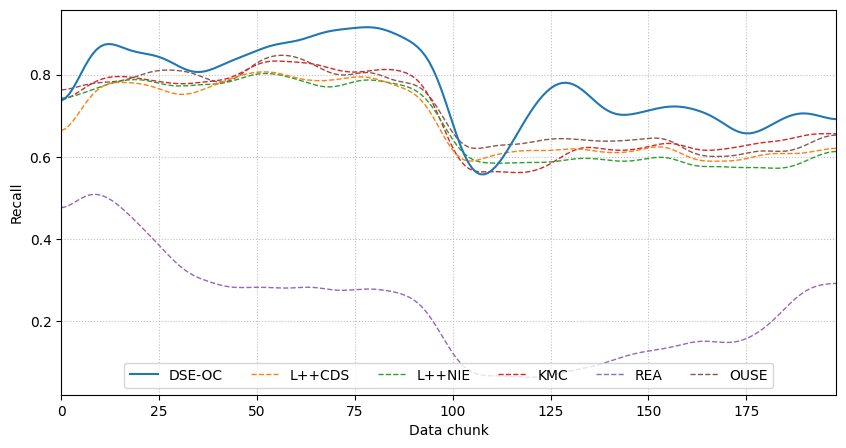 Recall
0.8
0.6
0.4
0.2
DSE-OC L++CDS L++NIE KMC REA OUSE
0 25 50 75 100 125 150 175
Data chunk